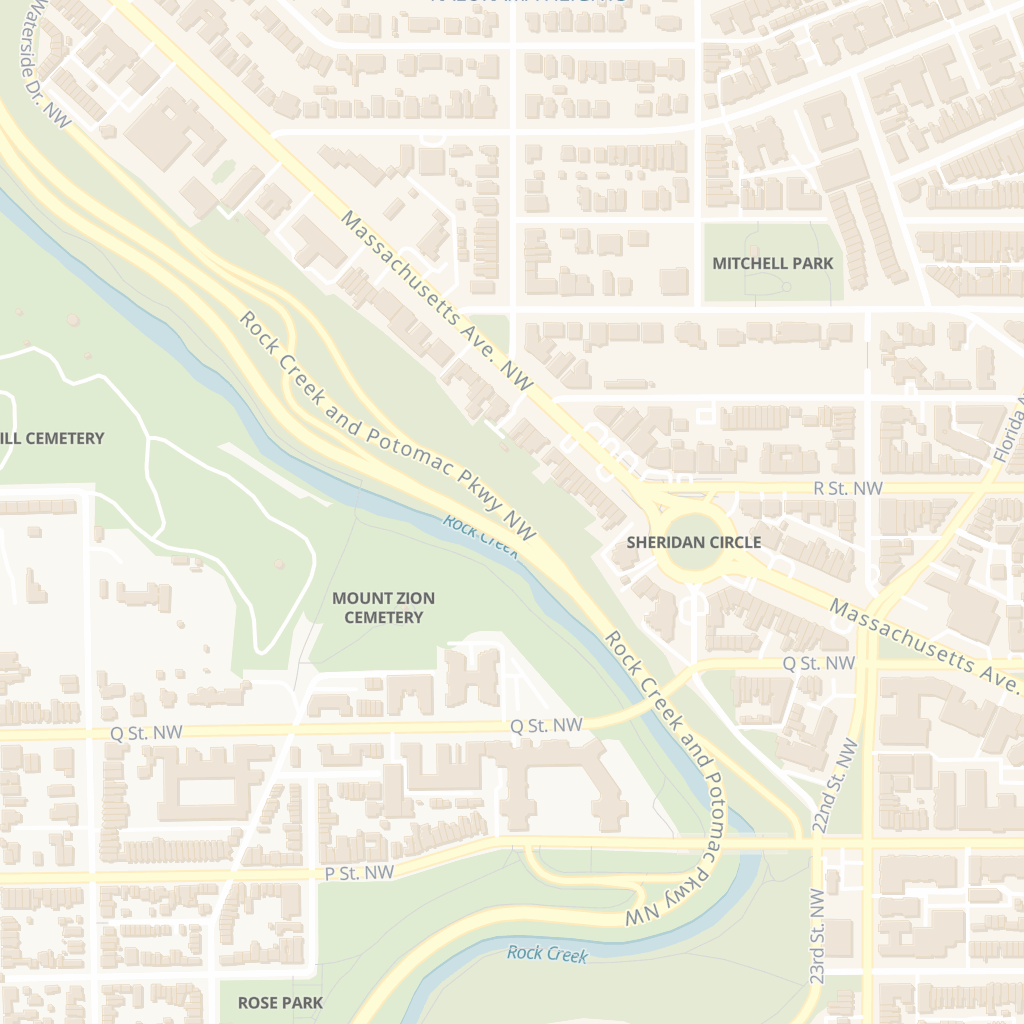 Waterside Dr. NW
Massachusetts Ave. NW
MITCHELL PARK
Rock Creek and Potomac Pkwy NW
ILL CEMETERY
Florida
R St. NW
Rock Creek
SHERIDAN CIRCLE
MOUNT ZION
CEMETERY
Massachusetts Ave.
Rock Creek and Potomac Pkwy NW
Q St. NW
Q St. NW
Q St. NW
22nd St. NW
P St. NW
NW
23rd St. NW
Rock Creek
ROSE PARK